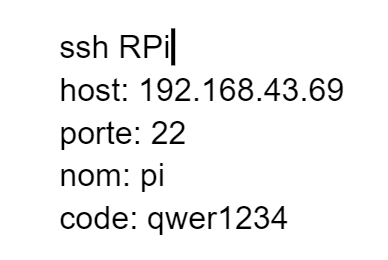 ssh RPi
host: 192.168.43.69
porte: 22
nom: pi
code: qwer1234